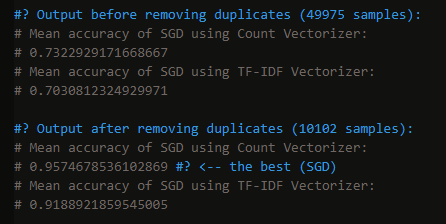 #? Output before removing duplicates (49975 samples):
# Mean accuracy of SGD using Count Vectorizer:
# 0.7322929171668667
# Mean accuracy of SGD using TF-IDF Vectorizer:
# 0.7030812324929971
#? Output after removing duplicates (10102 samples):
# Mean accuracy of SGD using Count Vectorizer:
# 0.9574678536102869 #? <-- the best (SGD)
# Mean accuracy of SGD using TF-IDF Vectorizer:
# 0.9188921859545005